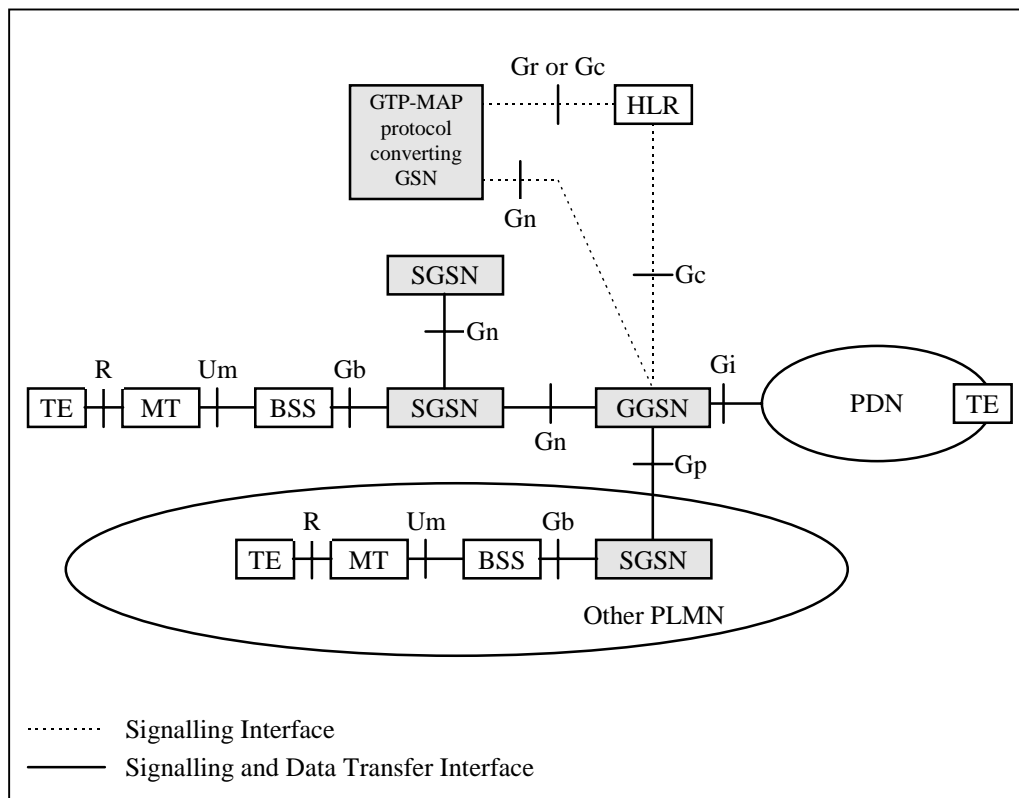 Gr or Gc
GTP-MAP
protocol
converting
GSN
HLR
Gn
SGSN
Gc
Gn
R
Um
Gb
Gi
TE
MT
BSS
SGSN
GGSN
PDN
TE
Gn
Gp
R
Um
Gb
TE
MT
BSS
SGSN
Other PLMN
Signalling Interface
Signalling and Data Transfer Interface